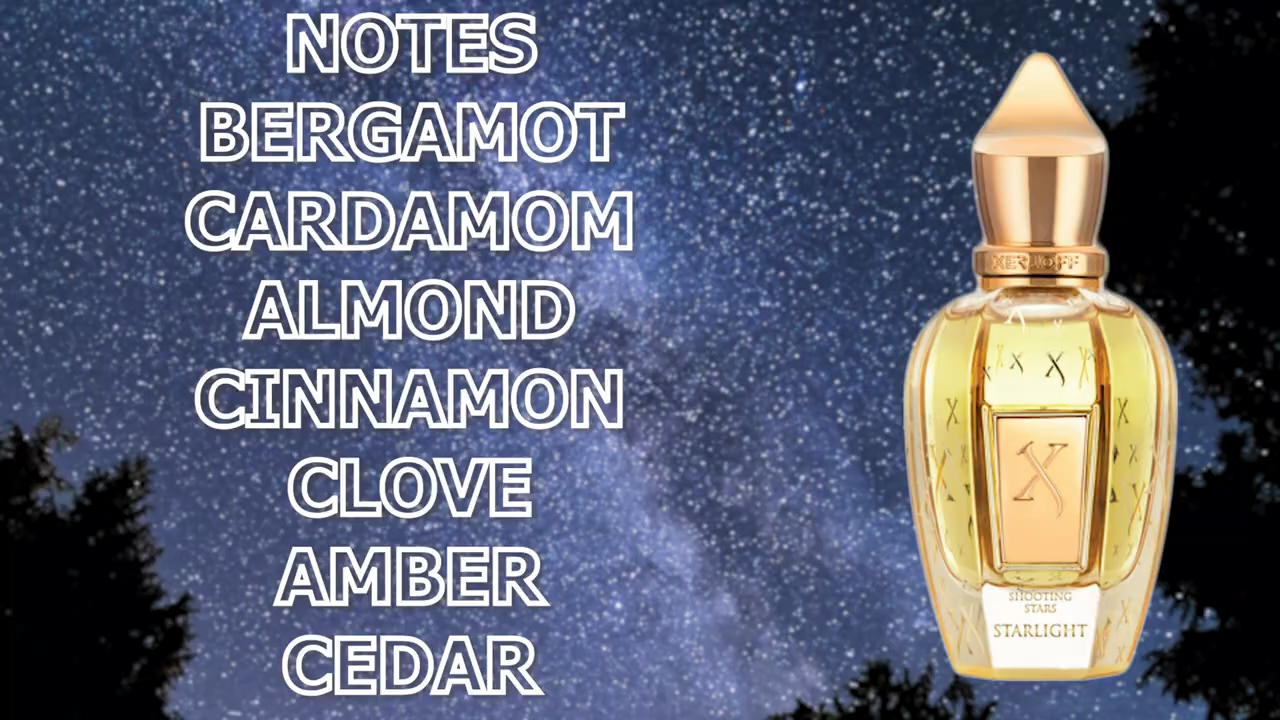 NOTES
BERGAMOT
CARDAMOM
ALMOND
CINNAMON
CLOVE
AMBER
CEDAR
XERJOFF
X
SHOOTING
STARS
STARLIGHT